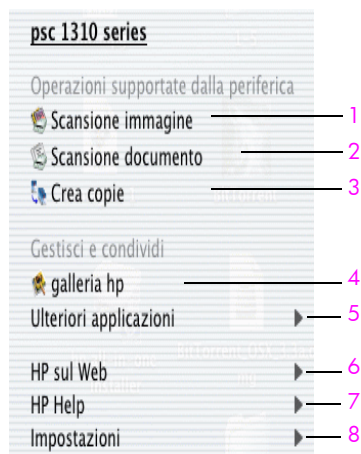 psc 1310 series
Operazioni supportate dalla periferica
Scansione immagine 1
Scansione documento 2
Crea copie 3
Gestisci e condividi
galleria hp 4
Ulteriori applicazioni 5
HP sul Web 6
HP Help 7
Impostazioni 8